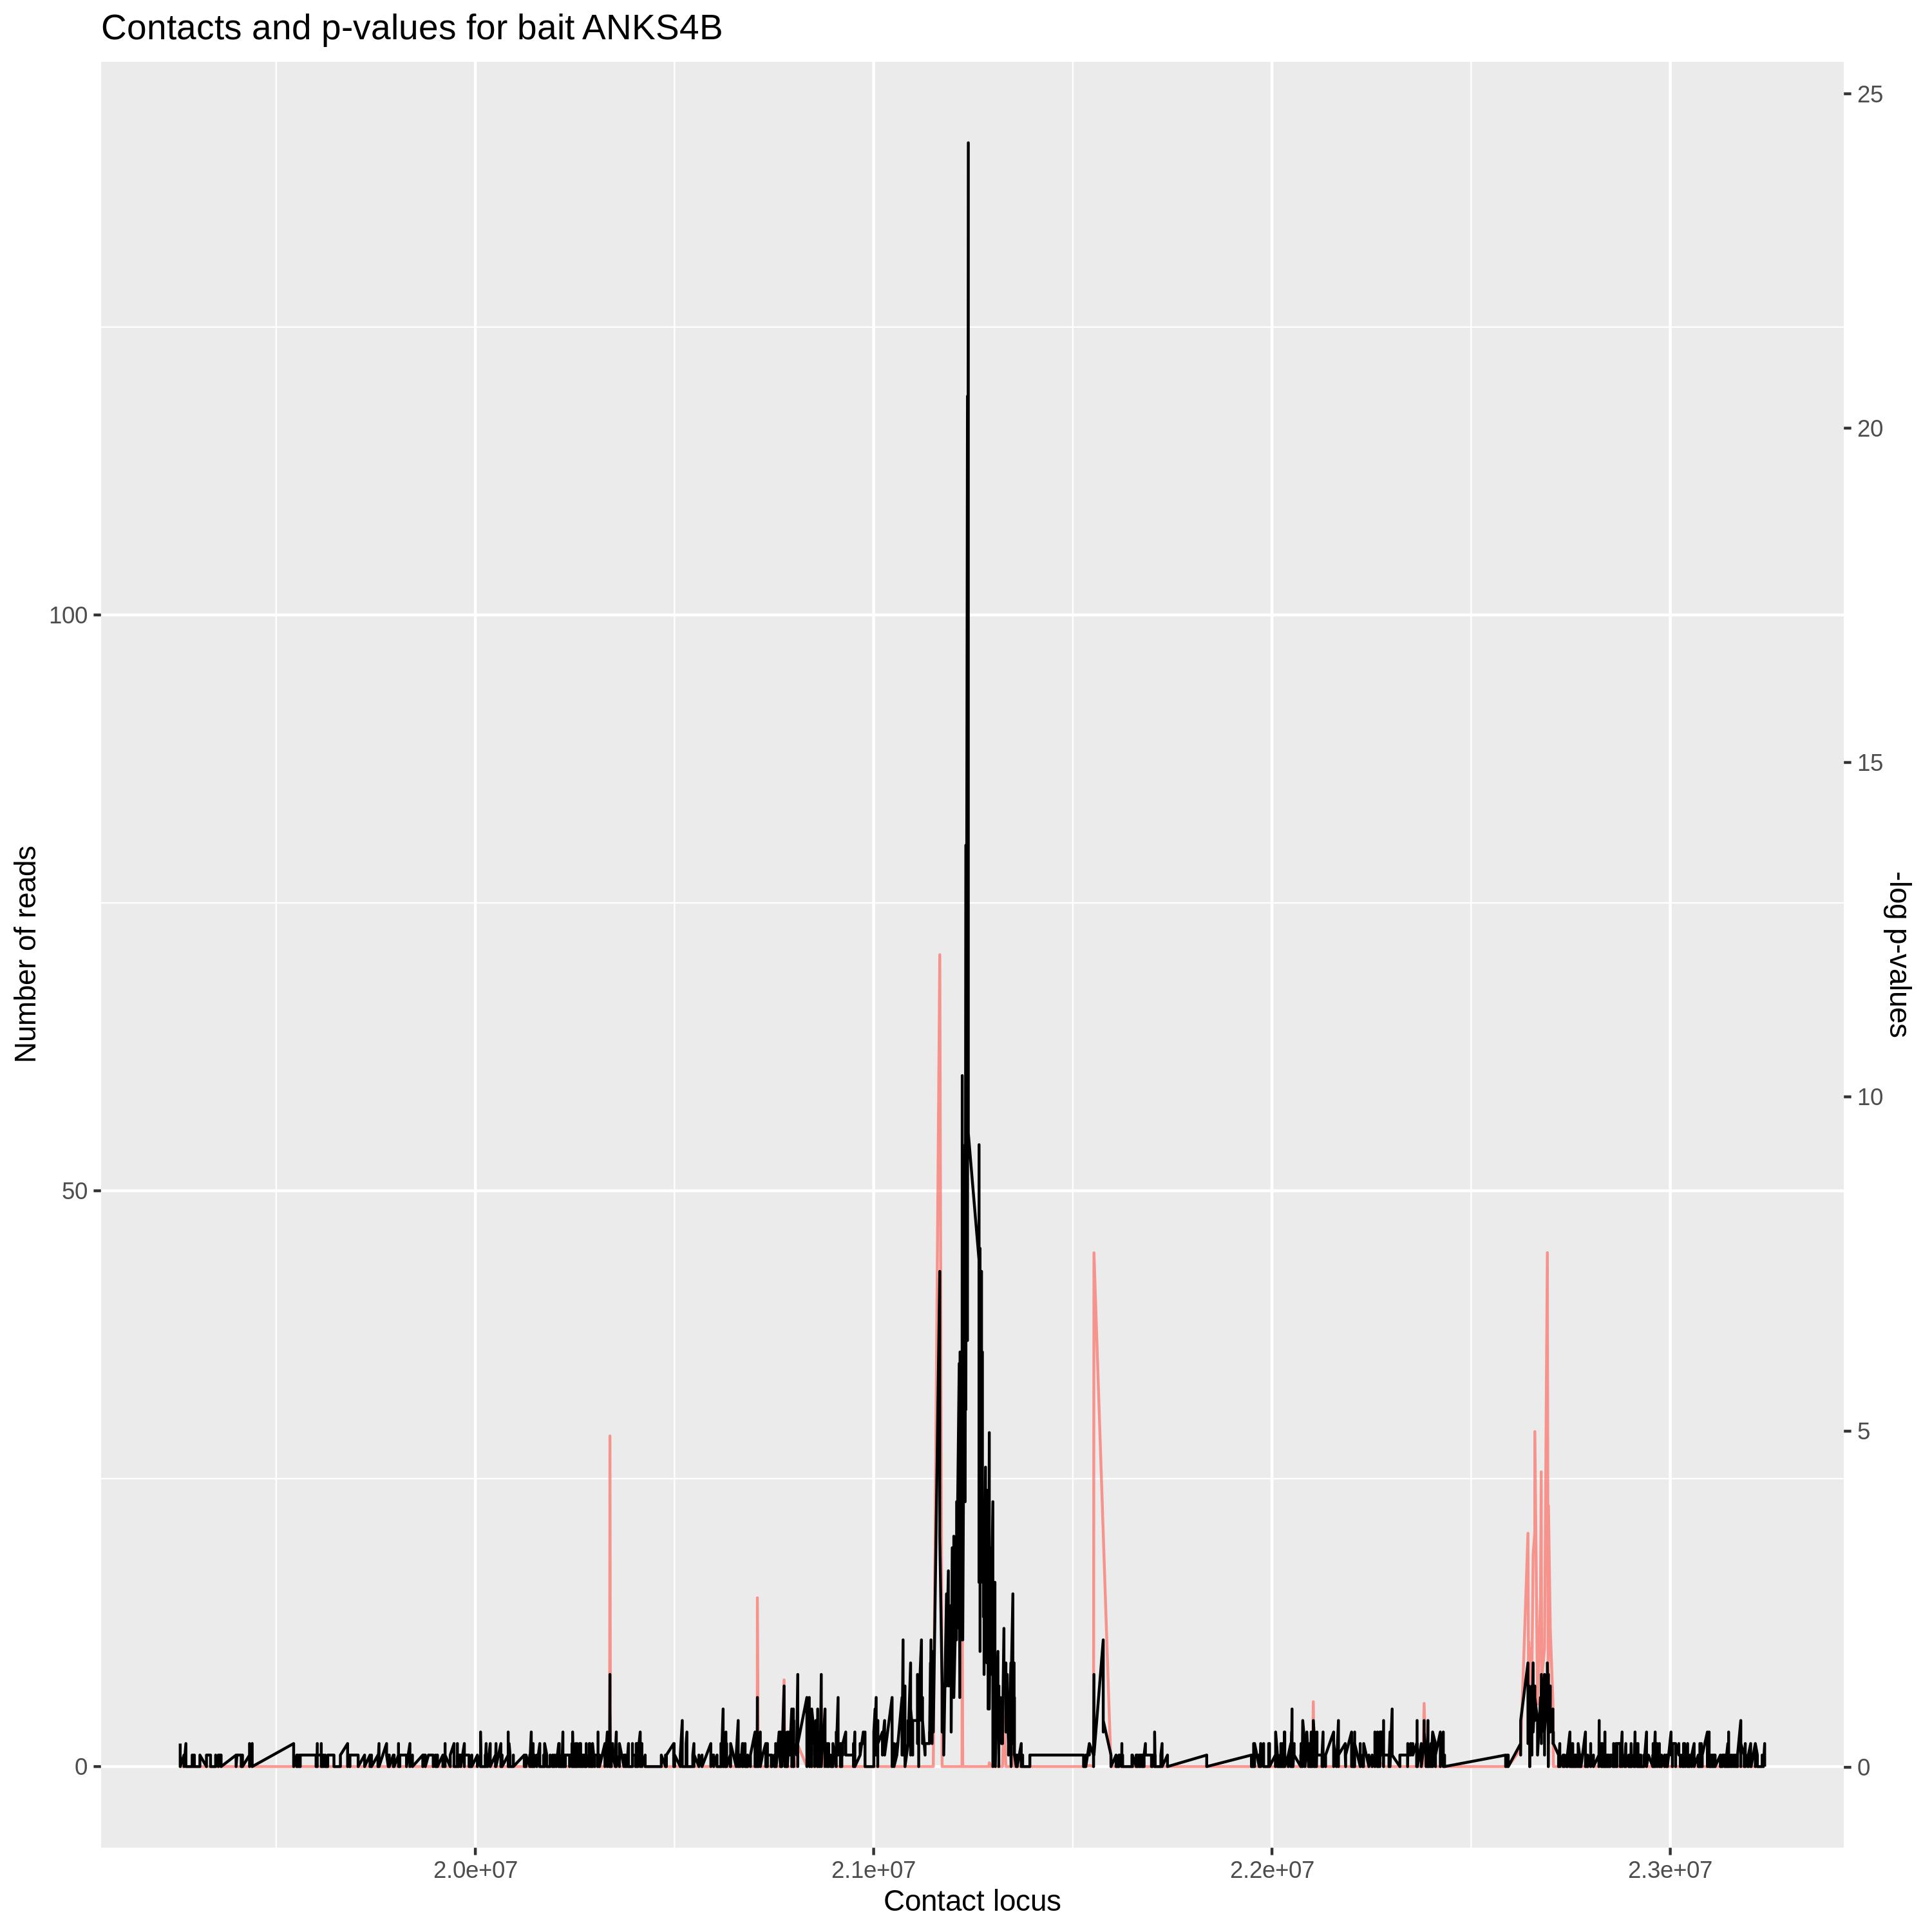 Contacts and p-values for bait ANKS4B
25
20
100
15
Number of reads
-log p-values
10
50
5
0
0
2.0e+07 2.1e+07 2.2e+07 2.3e+07
Contact locus